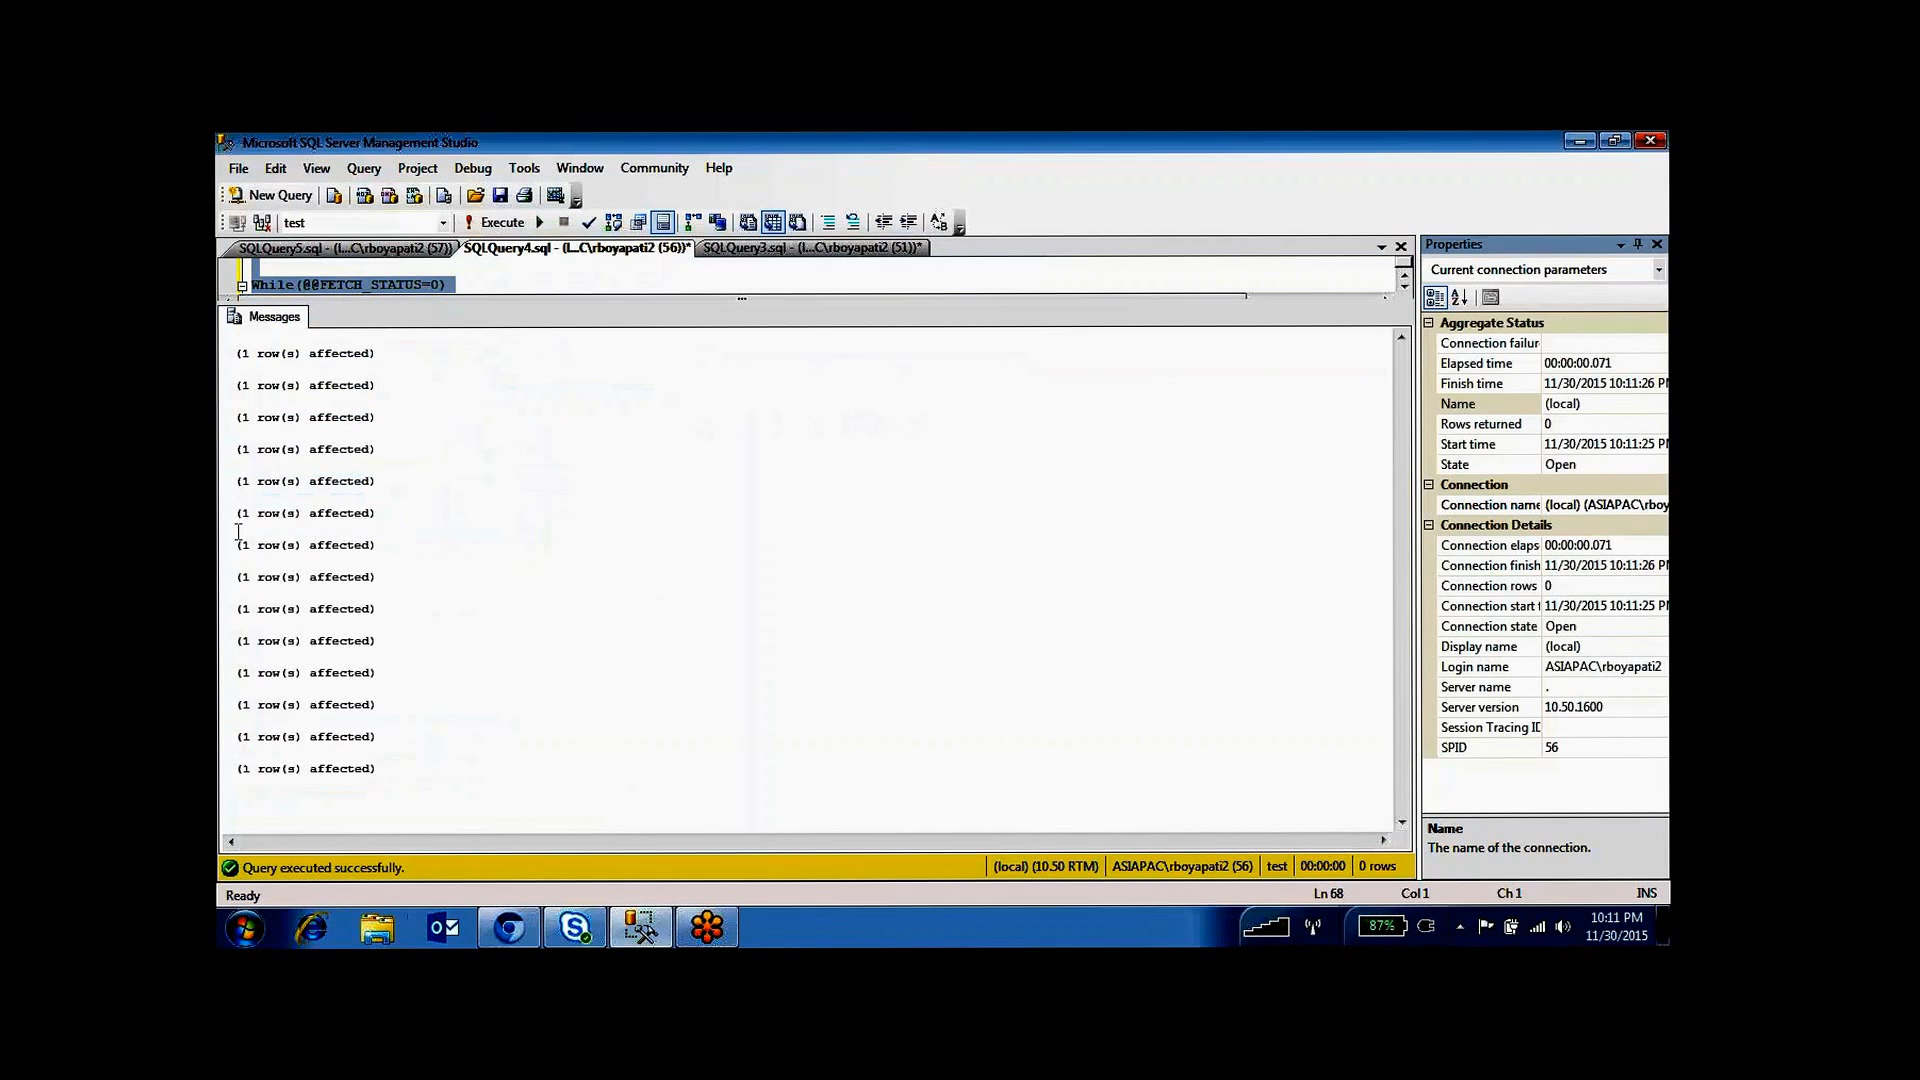 Microsoft SQL Server Management Studio
File Edit View Query Project Debug Tools Window Community Help
New Query
test Execute
SQLQuery5.sql - (l...C\rboyapati2 (57)) SQLQuery4.sql - (l...C\rboyapati2 (56))* SQLQuery3.sql - (l...C\rboyapati2 (51))*
While(@@FETCH_STATUS=0)
Messages
(1 row(s) affected)
(1 row(s) affected)
(1 row(s) affected)
(1 row(s) affected)
(1 row(s) affected)
(1 row(s) affected)
(1 row(s) affected)
(1 row(s) affected)
(1 row(s) affected)
(1 row(s) affected)
(1 row(s) affected)
(1 row(s) affected)
(1 row(s) affected)
(1 row(s) affected)
Properties
Current connection parameters
Aggregate Status
Connection failur
Elapsed time 00:00:00.071
Finish time 11/30/2015 10:11:26 PM
Name (local)
Rows returned 0
Start time 11/30/2015 10:11:25 PM
State Open
Connection
Connection name (local) (ASIAPAC\rboy
Connection Details
Connection elaps 00:00:00.071
Connection finish 11/30/2015 10:11:26 PM
Connection rows 0
Connection start t 11/30/2015 10:11:25 PM
Connection state Open
Display name (local)
Login name ASIAPAC\rboyapati2
Server name .
Server version 10.50.1600
Session Tracing ID
SPID 56
Name
The name of the connection.
Query executed successfully. (local) (10.50 RTM) ASIAPAC\rboyapati2 (56) test 00:00:00 0 rows
Ready Ln 68 Col 1 Ch 1 INS
87% 10:11 PM
11/30/2015